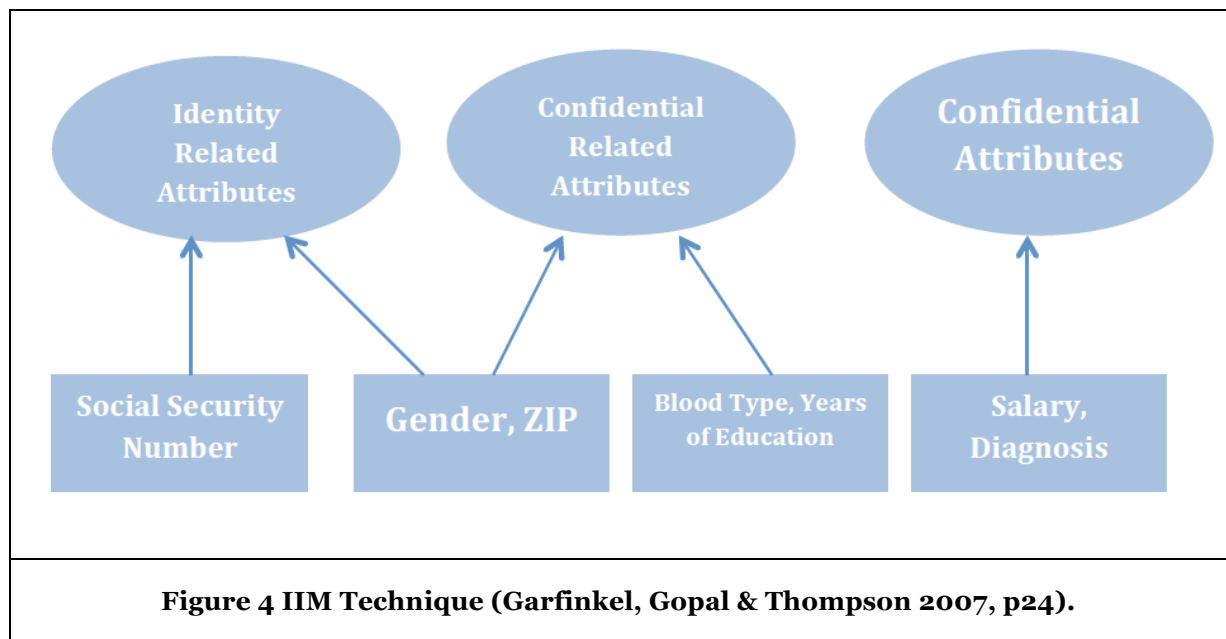 Identity
Related
Attributes
Confidential
Related
Attributes
Confidential
Attributes
Social Security
Number
Gender, ZIP
Blood Type, Years
of Education
Salary,
Diagnosis
Figure 4 IIM Technique (Garfinkel, Gopal & Thompson 2007, p24).